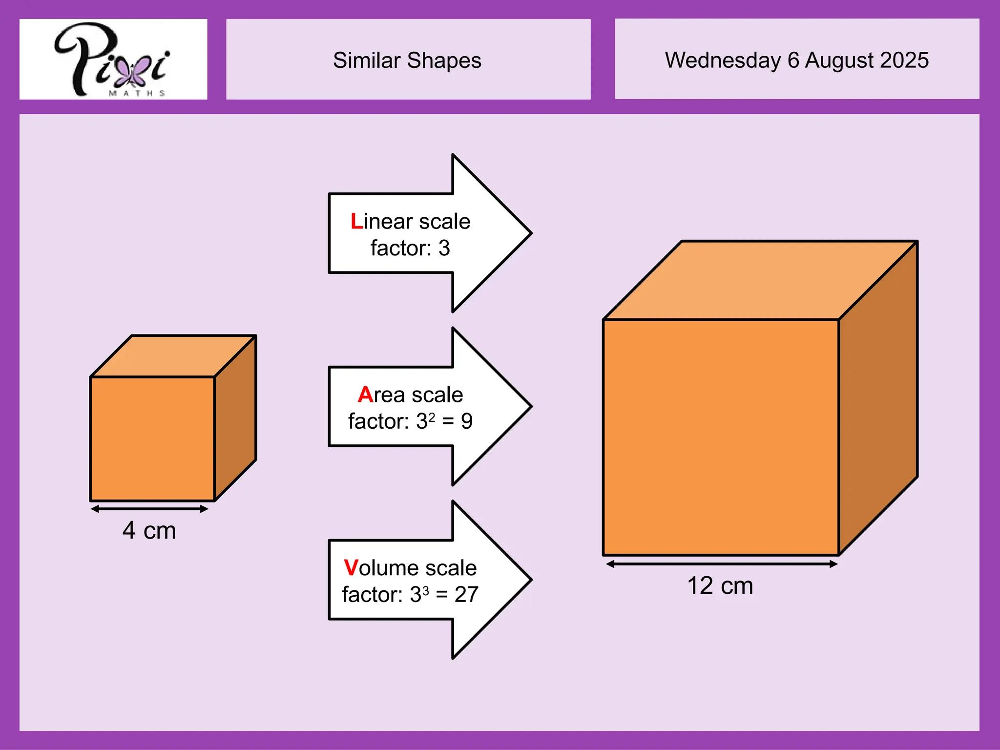 Pixi
MATHS
Similar Shapes
Wednesday 6 August 2025
Linear scale
factor: 3
Area scale
factor: 3² = 9
Volume scale
factor: 3³ = 27
4 cm
12 cm